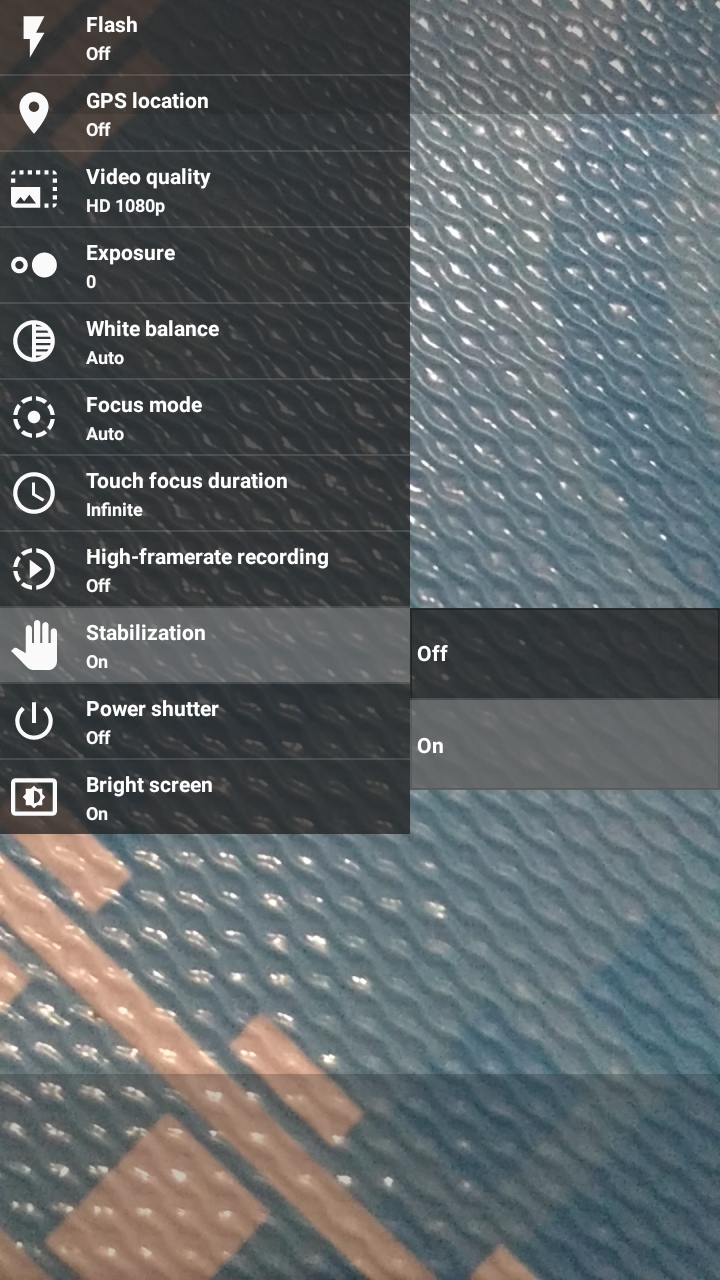 Flash
Off
GPS location
Off
Video quality
HD 1080p
Exposure
0
White balance
Auto
Focus mode
Auto
Touch focus duration
Infinite
High-framerate recording
Off
Stabilization
On
Off
On
Power shutter
Off
Bright screen
On